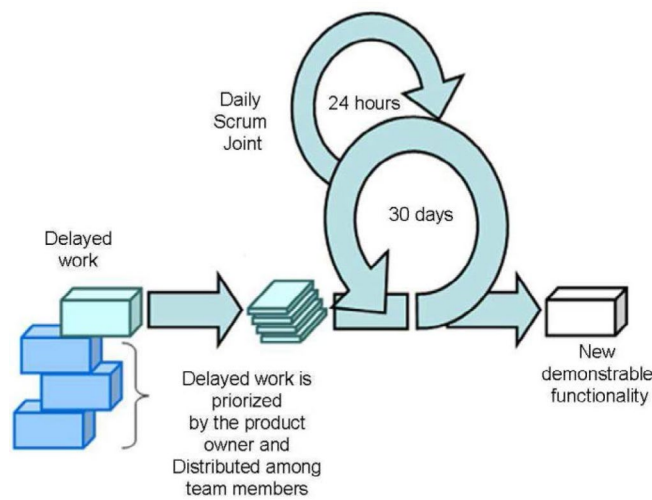 Daily
Scrum
Joint
24 hours
30 days
Delayed
work
Delayed work is
priorized
by the product
owner and
Distributed among
team members
New
demonstrable
functionality